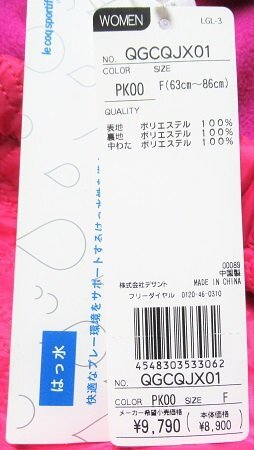 le coq sportif
はっ水
快適なプレー環境をサポートするはっ水
WOMEN
LGL-3
NO. QGCQJX01
COLOR SIZE
PK00 F(63cm～86cm)
QUALITY
表地 ポリエステル 100%
裏地 ポリエステル 100%
中わた ポリエステル 100%
00089
中国製
株式会社デサント MADE IN CHINA
フリーダイヤル 0120-46-0310
4548303533062
NO. QGCQJX01
COLOR SIZE
PK00 F
メーカー希望小売価格 (本体価格)
¥9,790 (¥8,900)